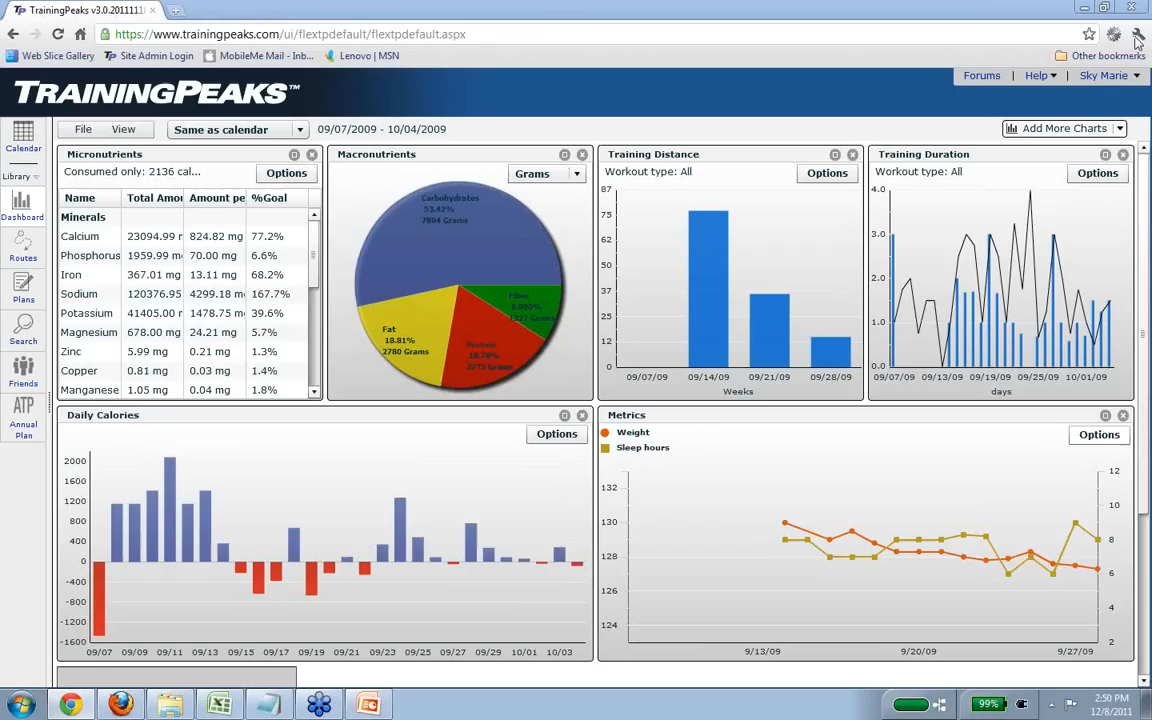 TrainingPeaks v3.0.2011111
https://www.trainingpeaks.com/ui/flextpdefault/flextpdefault.aspx
Web Slice Gallery
Site Admin Login
MobileMe Mail - Inb...
Lenovo | MSN
Other bookmarks
Forums
Help
Sky Marie
TRAININGPEAKS™
Calendar
Library
Dashboard
Routes
Plans
Search
Friends
ATP
Annual
Plan
File
View
Same as calendar
09/07/2009 - 10/04/2009
Add More Charts
Micronutrients
Consumed only: 2136 cal...
Options
Name Total Amou Amount pe %Goal
Minerals
Calcium 23094.99 r 824.82 mg 77.2%
Phosphorus 1959.99 m 70.00 mg 6.6%
Iron 367.01 mg 13.11 mg 68.2%
Sodium 120376.95 4299.18 m 167.7%
Potassium 41405.00 r 1478.75 m 39.6%
Magnesium 678.00 mg 24.21 mg 5.7%
Zinc 5.99 mg 0.21 mg 1.3%
Copper 0.81 mg 0.03 mg 1.4%
Manganese 1.05 mg 0.04 mg 1.8%
Macronutrients
Grams
Carbohydrates
53.42%
7804 Grams
Fiber
Fat
18.81%
2780 Grams
Protein
Training Distance
Workout type: All
Options
87
75
62
50
37
25
12
0
09/07/09 09/14/09 09/21/09 09/28/09
Weeks
Training Duration
Workout type: All
Options
4.0
3.0
2.0
1.0
0.0
09/07/09 09/13/09 09/19/09 09/25/09 10/01/09
days
Daily Calories
Options
2000
1600
1200
800
400
0
-400
-800
-1200
-1600
09/07 09/09 09/11 09/13 09/15 09/17 09/19 09/21 09/23 09/25 09/27 09/29 10/01 10/03
Metrics
Weight
Sleep hours
Options
132
130
128
126
124
12
10
8
6
4
2
9/13/09 9/20/09 9/27/09
99%
2:50 PM
12/8/2011